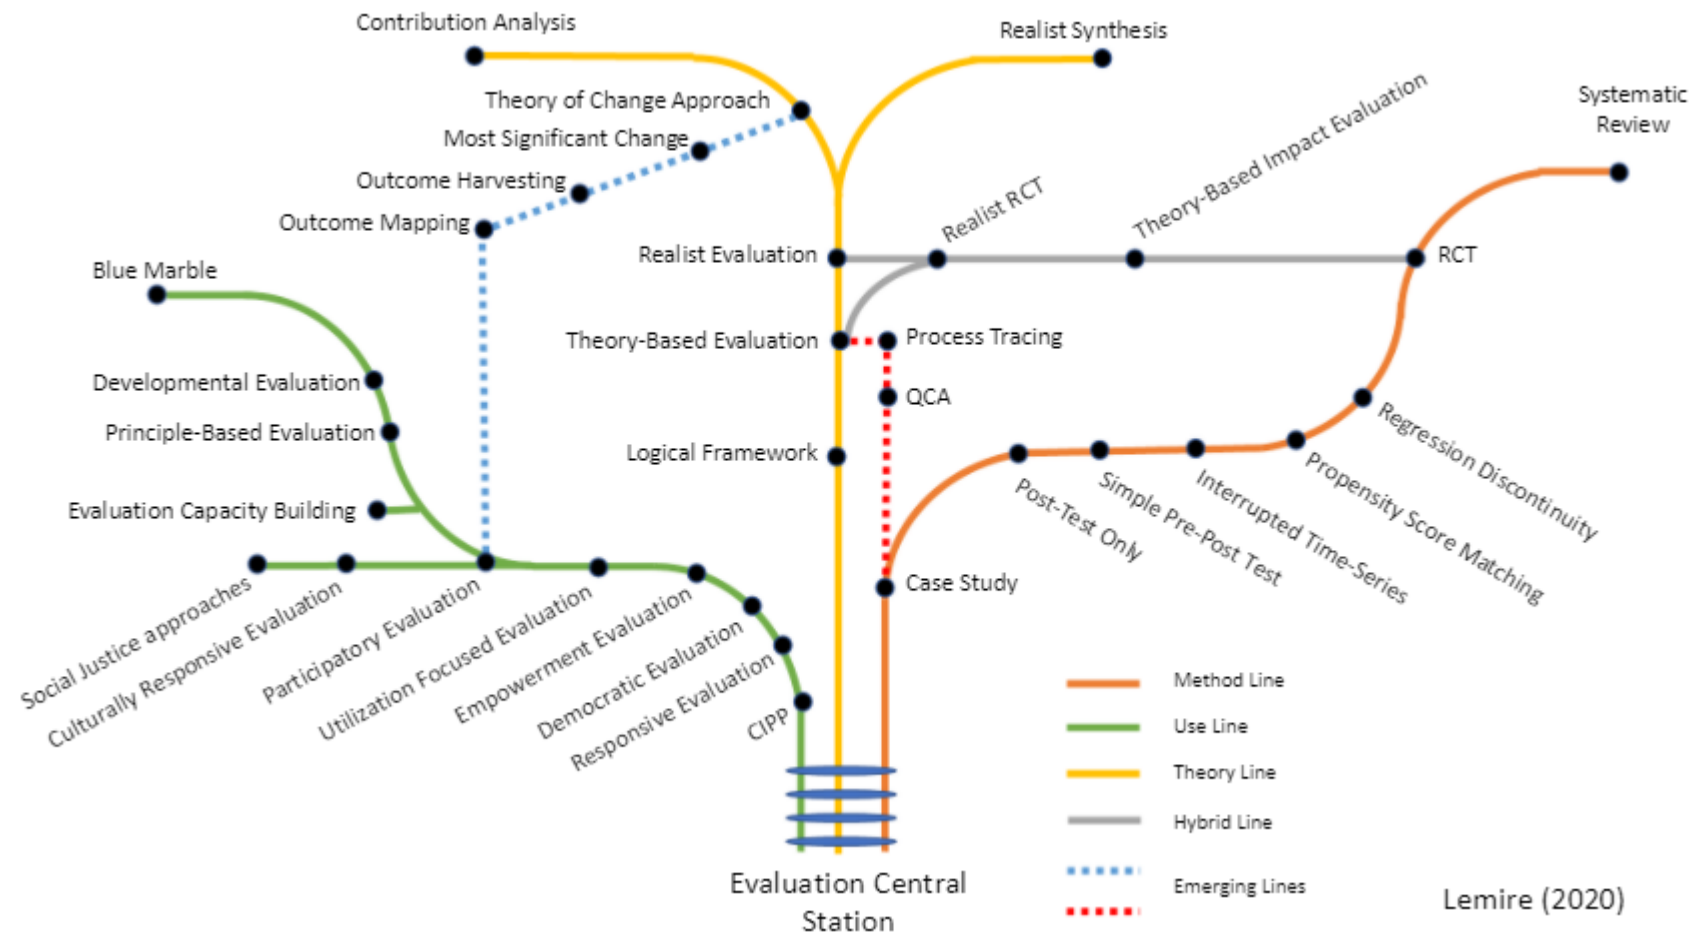 Contribution Analysis
Realist Synthesis
Theory of Change Approach
Most Significant Change
Outcome Harvesting
Outcome Mapping
Blue Marble
Developmental Evaluation
Principle-Based Evaluation
Evaluation Capacity Building
Social Justice approaches
Culturally Responsive Evaluation
Participatory Evaluation
Utilization Focused Evaluation
Empowerment Evaluation
Democratic Evaluation
Responsive Evaluation
CIPP
Realist Evaluation
Theory-Based Evaluation
Logical Framework
Realist RCT
Theory-Based Impact Evaluation
Systematic
Review
RCT
Process Tracing
QCA
Case Study
Post-Test Only
Simple Pre-Post Test
Interrupted Time-Series
Propensity Score Matching
Regression Discontinuity
Method Line
Use Line
Theory Line
Hybrid Line
Emerging Lines
Evaluation Central
Station
Lemire (2020)